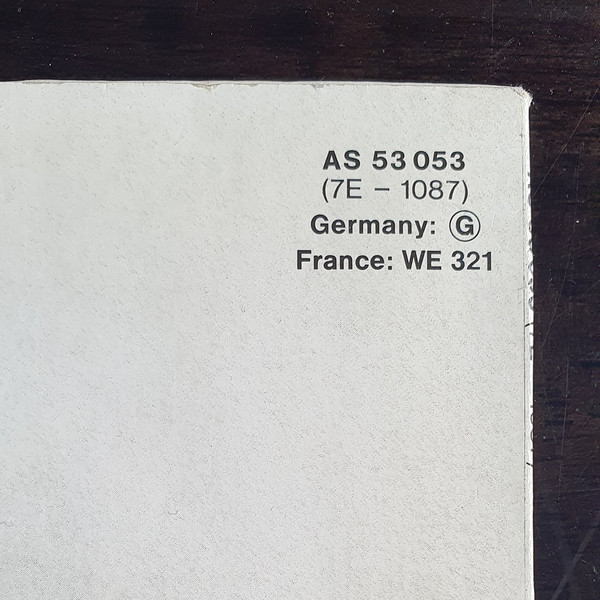 AS 53 053
(7E – 1087)
Germany: Ⓖ
France: WE 321